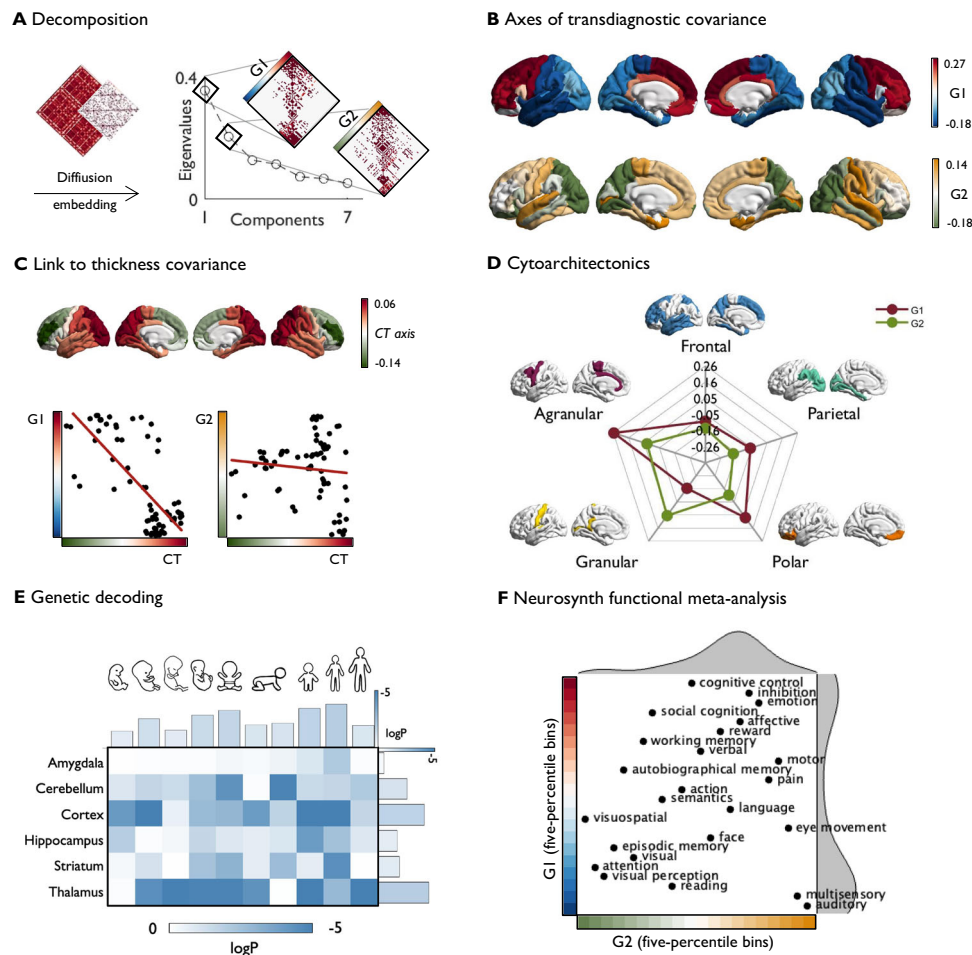 A Decomposition
0.4
Eigenvalues
0
1
Components
7
G1
G2
Diffiusion
embedding
B Axes of transdiagnostic covariance
0.27
G1
-0.18
0.14
G2
-0.18
C Link to thickness covariance
0.06
CT axis
-0.14
G1
CT
G2
CT
D Cytoarchitectonics
G1
G2
Frontal
0.26
0.16
0.05
-0.05
-0.16
-0.26
Agranular
Parietal
Granular
Polar
E Genetic decoding
-5
logP
-5
Amygdala
Cerebellum
Cortex
Hippocampus
Striatum
Thalamus
0
-5
logP
F Neurosynth functional meta-analysis
G1 (five-percentile bins)
cognitive control
inhibition
emotion
social cognition
affective
reward
working memory
verbal
motor
autobiographical memory
pain
action
semantics
language
visuospatial
eye movement
face
episodic memory
visual
attention
visual perception
reading
multisensory
auditory
G2 (five-percentile bins)